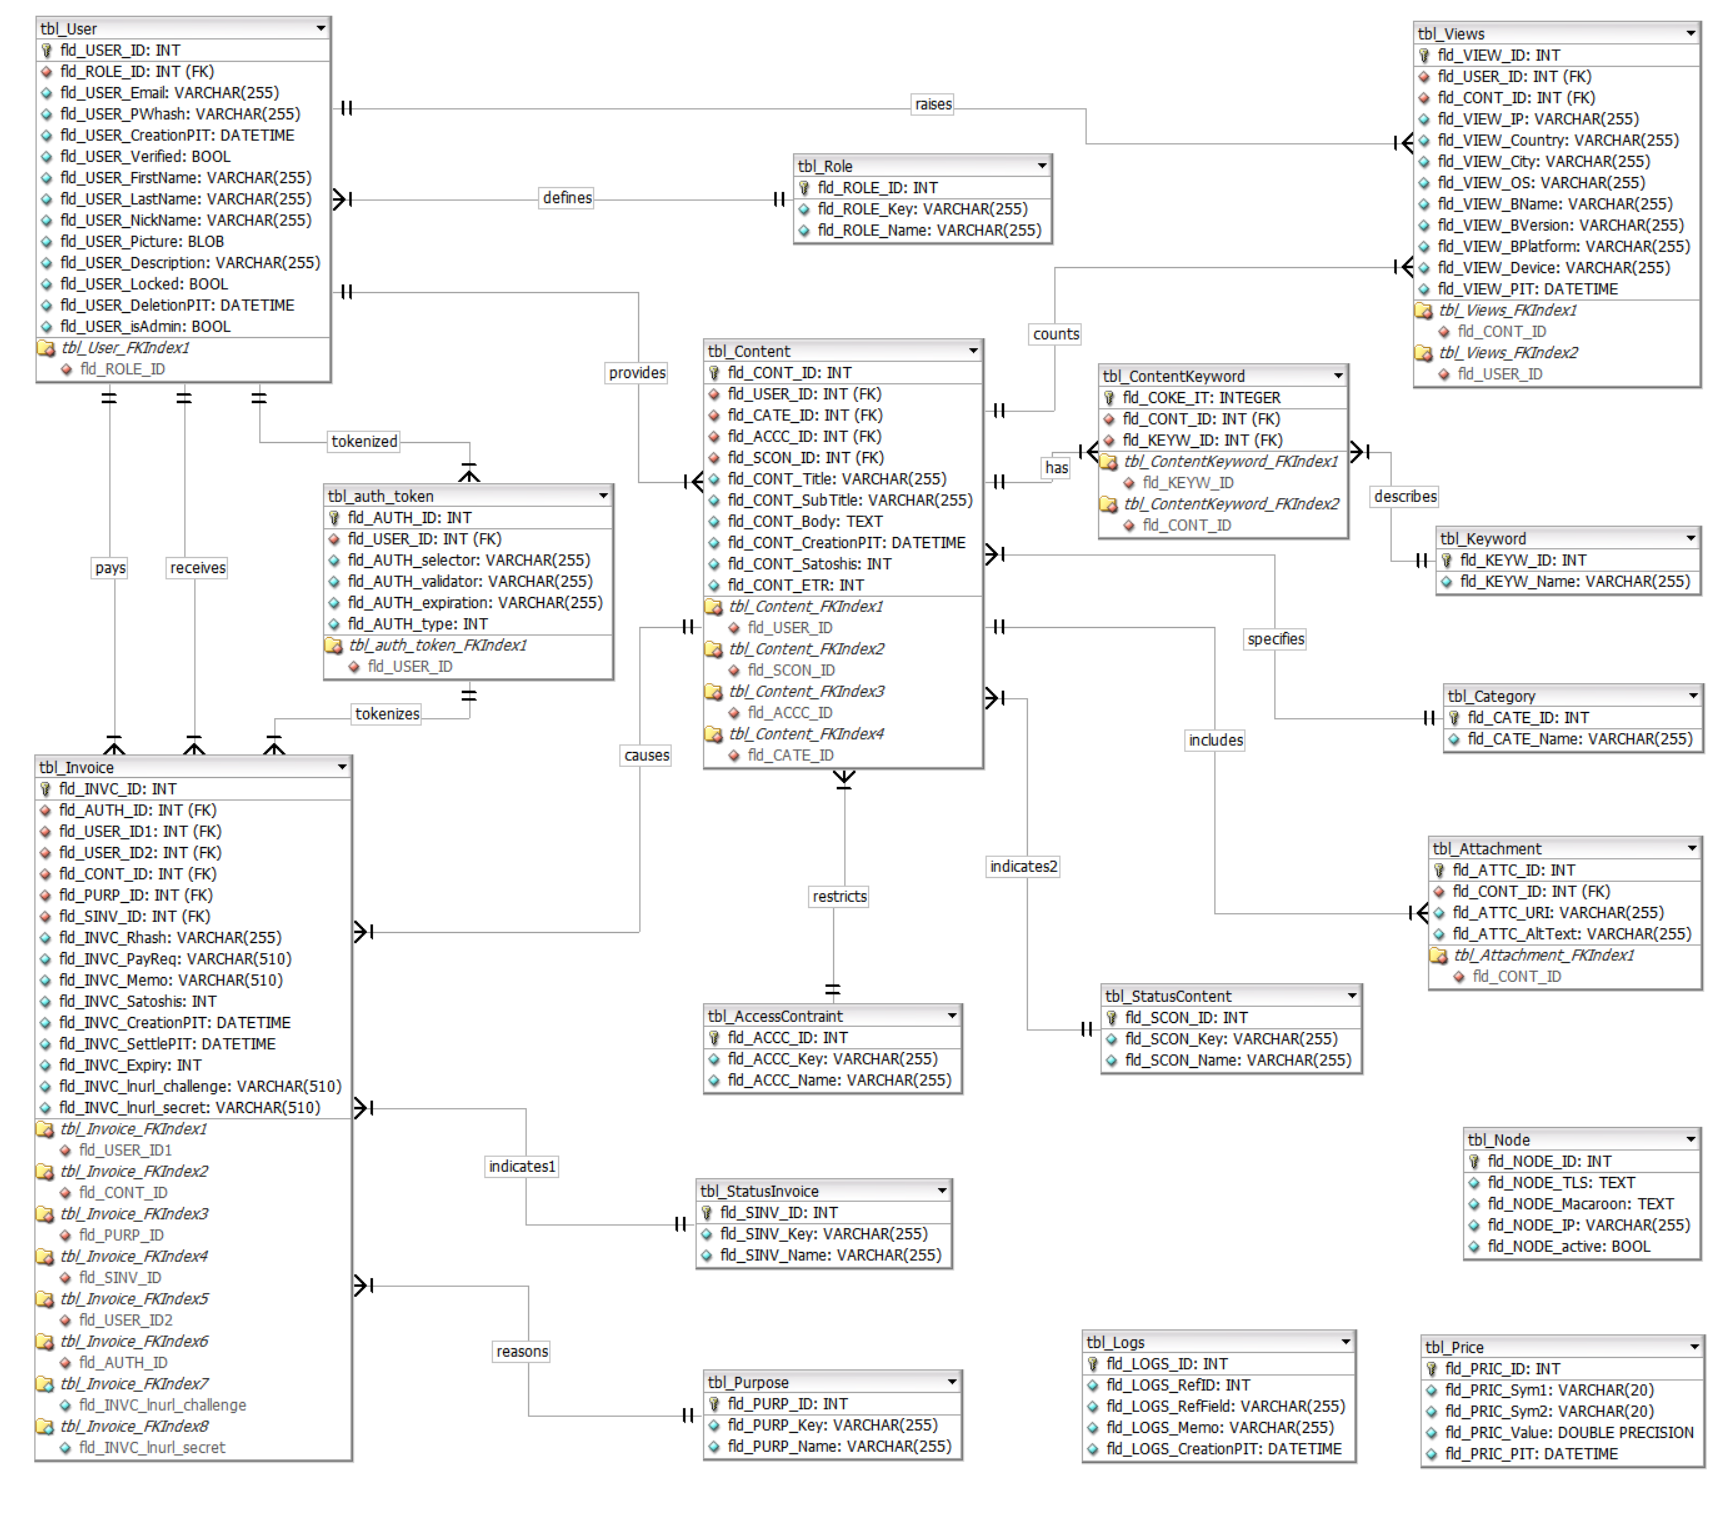 tbl_User
fld_USER_ID: INT
fld_ROLE_ID: INT (FK)
fld_USER_Email: VARCHAR(255)
fld_USER_PWhash: VARCHAR(255)
fld_USER_CreationPIT: DATETIME
fld_USER_Verified: BOOL
fld_USER_FirstName: VARCHAR(255)
fld_USER_LastName: VARCHAR(255)
fld_USER_NickName: VARCHAR(255)
fld_USER_Picture: BLOB
fld_USER_Description: VARCHAR(255)
fld_USER_Locked: BOOL
fld_USER_DeletionPIT: DATETIME
fld_USER_isAdmin: BOOL
tbl_User_FKIndex1
fld_ROLE_ID
raises
defines
provides
tbl_Role
fld_ROLE_ID: INT
fld_ROLE_Key: VARCHAR(255)
fld_ROLE_Name: VARCHAR(255)
tbl_Views
fld_VIEW_ID: INT
fld_USER_ID: INT (FK)
fld_CONT_ID: INT (FK)
fld_VIEW_IP: VARCHAR(255)
fld_VIEW_Country: VARCHAR(255)
fld_VIEW_City: VARCHAR(255)
fld_VIEW_OS: VARCHAR(255)
fld_VIEW_BName: VARCHAR(255)
fld_VIEW_BVersion: VARCHAR(255)
fld_VIEW_BPlatform: VARCHAR(255)
fld_VIEW_Device: VARCHAR(255)
fld_VIEW_PIT: DATETIME
tbl_Views_FKIndex1
fld_CONT_ID
tbl_Views_FKIndex2
fld_USER_ID
counts
tokenized
pays
receives
tbl_auth_token
fld_AUTH_ID: INT
fld_USER_ID: INT (FK)
fld_AUTH_selector: VARCHAR(255)
fld_AUTH_validator: VARCHAR(255)
fld_AUTH_expiration: VARCHAR(255)
fld_AUTH_type: INT
tbl_auth_token_FKIndex1
fld_USER_ID
tokenizes
tbl_Content
fld_CONT_ID: INT
fld_USER_ID: INT (FK)
fld_CATE_ID: INT (FK)
fld_ACCC_ID: INT (FK)
fld_SCON_ID: INT (FK)
fld_CONT_Title: VARCHAR(255)
fld_CONT_SubTitle: VARCHAR(255)
fld_CONT_Body: TEXT
fld_CONT_CreationPIT: DATETIME
fld_CONT_Satoshis: INT
fld_CONT_ETR: INT
tbl_Content_FKIndex1
fld_USER_ID
tbl_Content_FKIndex2
fld_SCON_ID
tbl_Content_FKIndex3
fld_ACCC_ID
tbl_Content_FKIndex4
fld_CATE_ID
has
tbl_ContentKeyword
fld_COKE_IT: INTEGER
fld_CONT_ID: INT (FK)
fld_KEYW_ID: INT (FK)
tbl_ContentKeyword_FKIndex1
fld_KEYW_ID
tbl_ContentKeyword_FKIndex2
fld_CONT_ID
describes
tbl_Keyword
fld_KEYW_ID: INT
fld_KEYW_Name: VARCHAR(255)
specifies
tbl_Category
fld_CATE_ID: INT
fld_CATE_Name: VARCHAR(255)
includes
causes
indicates2
restricts
tbl_Invoice
fld_INVC_ID: INT
fld_AUTH_ID: INT (FK)
fld_USER_ID1: INT (FK)
fld_USER_ID2: INT (FK)
fld_CONT_ID: INT (FK)
fld_PURP_ID: INT (FK)
fld_SINV_ID: INT (FK)
fld_INVC_Rhash: VARCHAR(255)
fld_INVC_PayReq: VARCHAR(510)
fld_INVC_Memo: VARCHAR(510)
fld_INVC_Satoshis: INT
fld_INVC_CreationPIT: DATETIME
fld_INVC_SettlePIT: DATETIME
fld_INVC_Expiry: INT
fld_INVC_lnurl_challenge: VARCHAR(510)
fld_INVC_lnurl_secret: VARCHAR(510)
tbl_Invoice_FKIndex1
fld_USER_ID1
tbl_Invoice_FKIndex2
fld_CONT_ID
tbl_Invoice_FKIndex3
fld_PURP_ID
tbl_Invoice_FKIndex4
fld_SINV_ID
tbl_Invoice_FKIndex5
fld_USER_ID2
tbl_Invoice_FKIndex6
fld_AUTH_ID
tbl_Invoice_FKIndex7
fld_INVC_lnurl_challenge
tbl_Invoice_FKIndex8
fld_INVC_lnurl_secret
tbl_Attachment
fld_ATTC_ID: INT
fld_CONT_ID: INT (FK)
fld_ATTC_URI: VARCHAR(255)
fld_ATTC_AltText: VARCHAR(255)
tbl_Attachment_FKIndex1
fld_CONT_ID
tbl_AccessContraint
fld_ACCC_ID: INT
fld_ACCC_Key: VARCHAR(255)
fld_ACCC_Name: VARCHAR(255)
tbl_StatusContent
fld_SCON_ID: INT
fld_SCON_Key: VARCHAR(255)
fld_SCON_Name: VARCHAR(255)
indicates1
tbl_StatusInvoice
fld_SINV_ID: INT
fld_SINV_Key: VARCHAR(255)
fld_SINV_Name: VARCHAR(255)
tbl_Node
fld_NODE_ID: INT
fld_NODE_TLS: TEXT
fld_NODE_Macaroon: TEXT
fld_NODE_IP: VARCHAR(255)
fld_NODE_active: BOOL
reasons
tbl_Purpose
fld_PURP_ID: INT
fld_PURP_Key: VARCHAR(255)
fld_PURP_Name: VARCHAR(255)
tbl_Logs
fld_LOGS_ID: INT
fld_LOGS_RefID: INT
fld_LOGS_RefField: VARCHAR(255)
fld_LOGS_Memo: VARCHAR(255)
fld_LOGS_CreationPIT: DATETIME
tbl_Price
fld_PRIC_ID: INT
fld_PRIC_Sym1: VARCHAR(20)
fld_PRIC_Sym2: VARCHAR(20)
fld_PRIC_Value: DOUBLE PRECISION
fld_PRIC_PIT: DATETIME